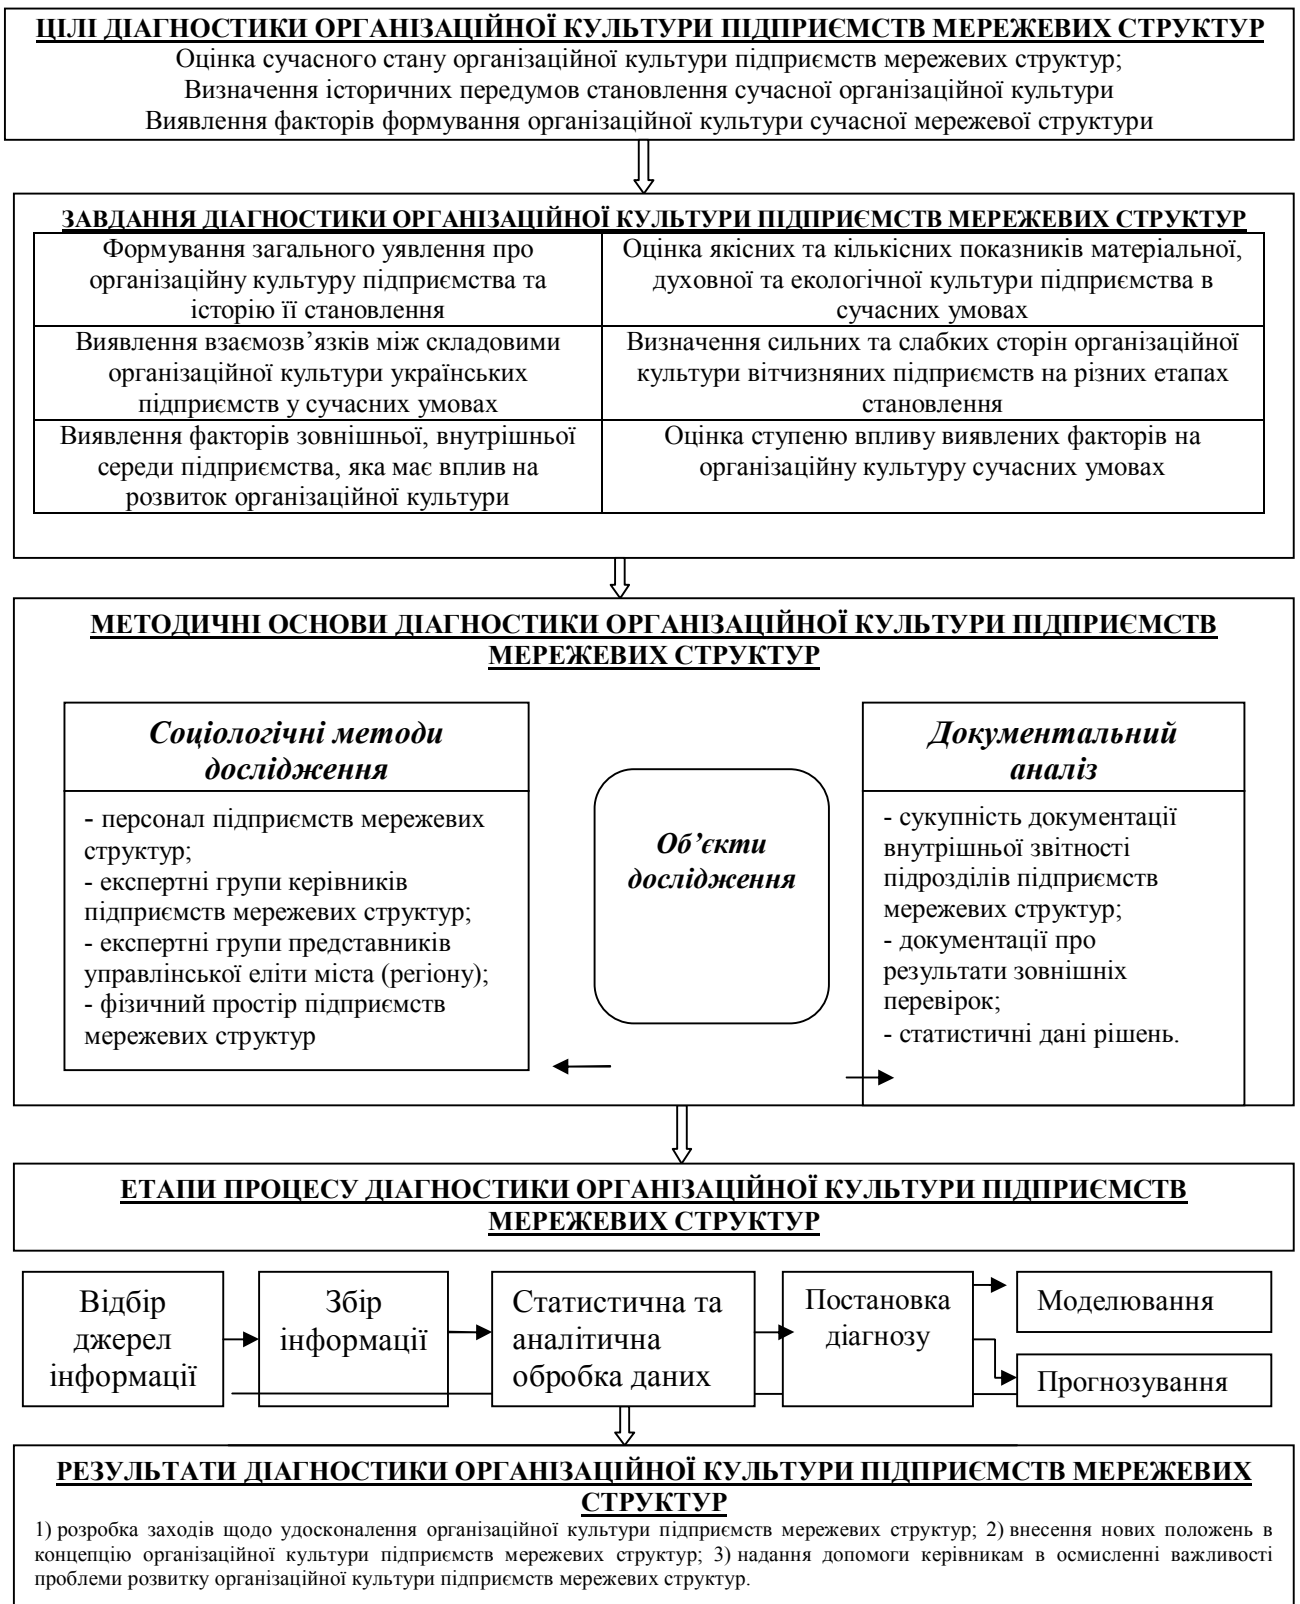 ЦІЛІ ДІАГНОСТИКИ ОРГАНІЗАЦІЙНОЇ КУЛЬТУРИ ПІДПРИЄМСТВ МЕРЕЖЕВИХ СТРУКТУР
Оцінка сучасного стану організаційної культури підприємств мережевих структур;
Визначення історичних передумов становлення сучасної організаційної культури
Виявлення факторів формування організаційної культури сучасної мережевої структури
ЗАВДАННЯ ДІАГНОСТИКИ ОРГАНІЗАЦІЙНОЇ КУЛЬТУРИ ПІДПРИЄМСТВ МЕРЕЖЕВИХ СТРУКТУР
Формування загального уявлення про
організаційну культуру підприємства та
історію її становлення
Оцінка якісних та кількісних показників матеріальної,
духовної та екологічної культури підприємства в
сучасних умовах
Виявлення взаємозв’язків між складовими
організаційної культури українських
підприємств у сучасних умовах
Визначення сильних та слабких сторін організаційної
культури вітчизняних підприємств на різних етапах
становлення
Виявлення факторів зовнішньої, внутрішньої
середи підприємства, яка має вплив на
розвиток організаційної культури
Оцінка ступеню впливу виявлених факторів на
організаційну культуру сучасних умовах
МЕТОДИЧНІ ОСНОВИ ДІАГНОСТИКИ ОРГАНІЗАЦІЙНОЇ КУЛЬТУРИ ПІДПРИЄМСТВ
МЕРЕЖЕВИХ СТРУКТУР
Соціологічні методи
дослідження
- персонал підприємств мережевих
структур;
- експертні групи керівників
підприємств мережевих структур;
- експертні групи представників
управлінської еліти міста (регіону);
- фізичний простір підприємств
мережевих структур
Об’єкти
дослідження
Документальний
аналіз
- сукупність документації
внутрішньої звітності
підрозділів підприємств
мережевих структур;
- документації про
результати зовнішніх
перевірок;
- статистичні дані рішень.
ЕТАПИ ПРОЦЕСУ ДІАГНОСТИКИ ОРГАНІЗАЦІЙНОЇ КУЛЬТУРИ ПІДПРИЄМСТВ
МЕРЕЖЕВИХ СТРУКТУР
Відбір
джерел
інформації
Збір
інформації
Статистична та
аналітична
обробка даних
Постановка
діагнозу
Моделювання
Прогнозування
РЕЗУЛЬТАТИ ДІАГНОСТИКИ ОРГАНІЗАЦІЙНОЇ КУЛЬТУРИ ПІДПРИЄМСТВ МЕРЕЖЕВИХ
СТРУКТУР
1) розробка заходів щодо удосконалення організаційної культури підприємств мережевих структур; 2) внесення нових положень в
концепцію організаційної культури підприємств мережевих структур; 3) надання допомоги керівникам в осмисленні важливості
проблеми розвитку організаційної культури підприємств мережевих структур.